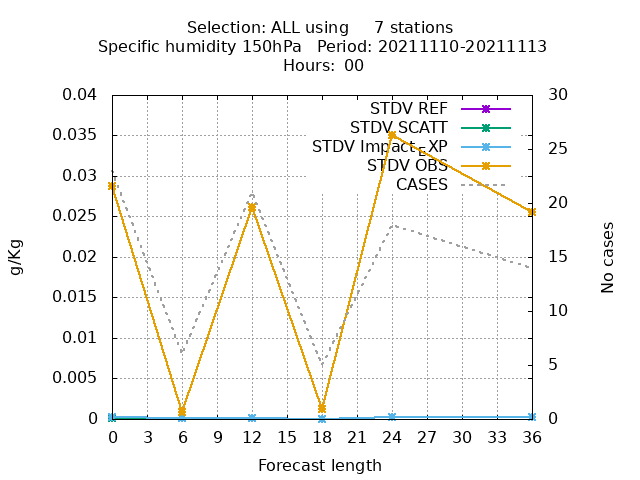 Selection: ALL using     7 stations
Specific humidity 150hPa   Period: 20211110-20211113
Hours: 00
0.04
0.035
0.03
0.025
0.02
0.015
0.01
0.005
0
30
25
20
15
10
5
0
STDV REF
STDV SCATT
STDV Impact_EXP
STDV OBS
CASES
g/Kg
No cases
0 3 6 9 12 15 18 21 24 27 30 33 36
Forecast length